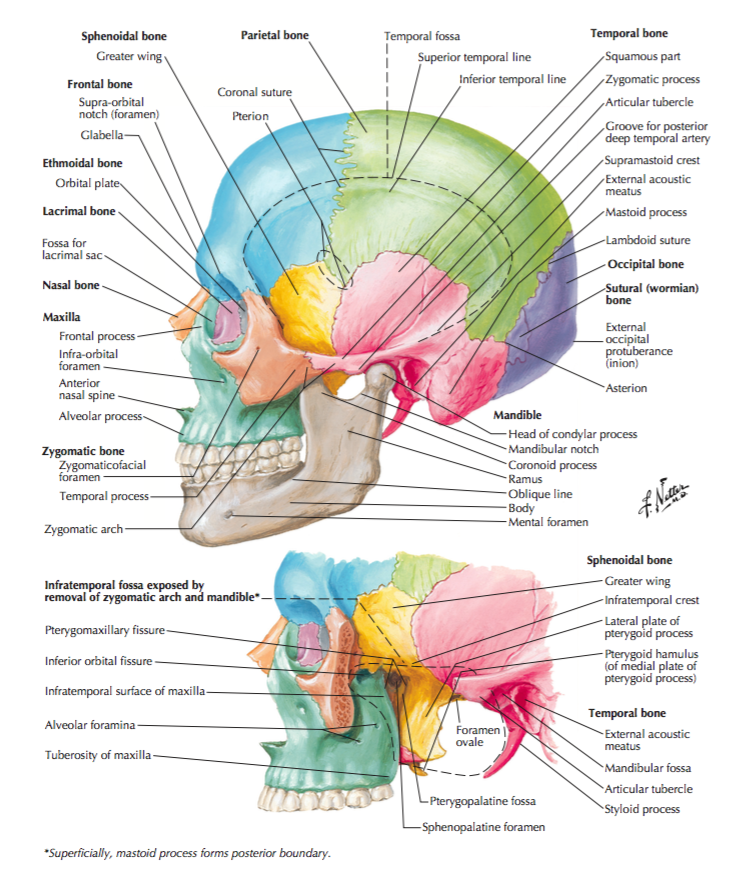 Sphenoidal bone
Greater wing
Frontal bone
Supra-orbital
notch (foramen)
Glabella
Ethmoidal bone
Orbital plate
Lacrimal bone
Fossa for
lacrimal sac
Nasal bone
Maxilla
Frontal process
Infra-orbital
foramen
Anterior
nasal spine
Alveolar process
Zygomatic bone
Zygomaticofacial
foramen
Temporal process
Zygomatic arch
Parietal bone
Coronal suture
Pterion
Temporal fossa
Superior temporal line
Inferior temporal line
Temporal bone
Squamous part
Zygomatic process
Articular tubercle
Groove for posterior
deep temporal artery
Supramastoid crest
External acoustic
meatus
Mastoid process
Lambdoid suture
Occipital bone
Sutural (wormian)
bone
External
occipital
protuberance
(inion)
Asterion
Mandible
Head of condylar process
Mandibular notch
Coronoid process
Ramus
Oblique line
Body
Mental foramen
F. Netter
M.D.
Infratemporal fossa exposed by
removal of zygomatic arch and mandible*
Pterygomaxillary fissure
Inferior orbital fissure
Infratemporal surface of maxilla
Alveolar foramina
Tuberosity of maxilla
Sphenoidal bone
Greater wing
Infratemporal crest
Lateral plate of
pterygoid process
Pterygoid hamulus
(of medial plate of
pterygoid process)
Temporal bone
External acoustic
meatus
Mandibular fossa
Articular tubercle
Styloid process
Foramen
ovale
Pterygopalatine fossa
Sphenopalatine foramen
*Superficially, mastoid process forms posterior boundary.